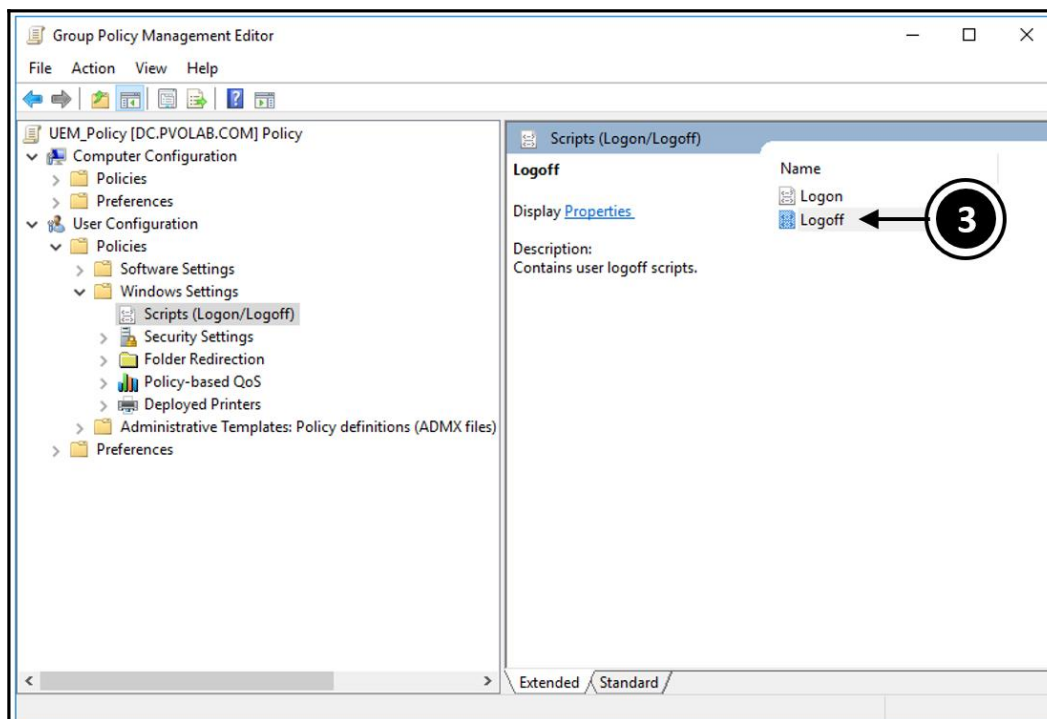 Group Policy Management Editor
File Action View Help
UEM_Policy [DC.PVOLAB.COM] Policy
Computer Configuration
Policies
Preferences
User Configuration
Policies
Software Settings
Windows Settings
Scripts (Logon/Logoff)
Security Settings
Folder Redirection
Policy-based QoS
Deployed Printers
Administrative Templates: Policy definitions (ADMX files)
Preferences
Scripts (Logon/Logoff)
Logoff
Display Properties
Description:
Contains user logoff scripts.
Name
Logon
Logoff
3
Extended Standard